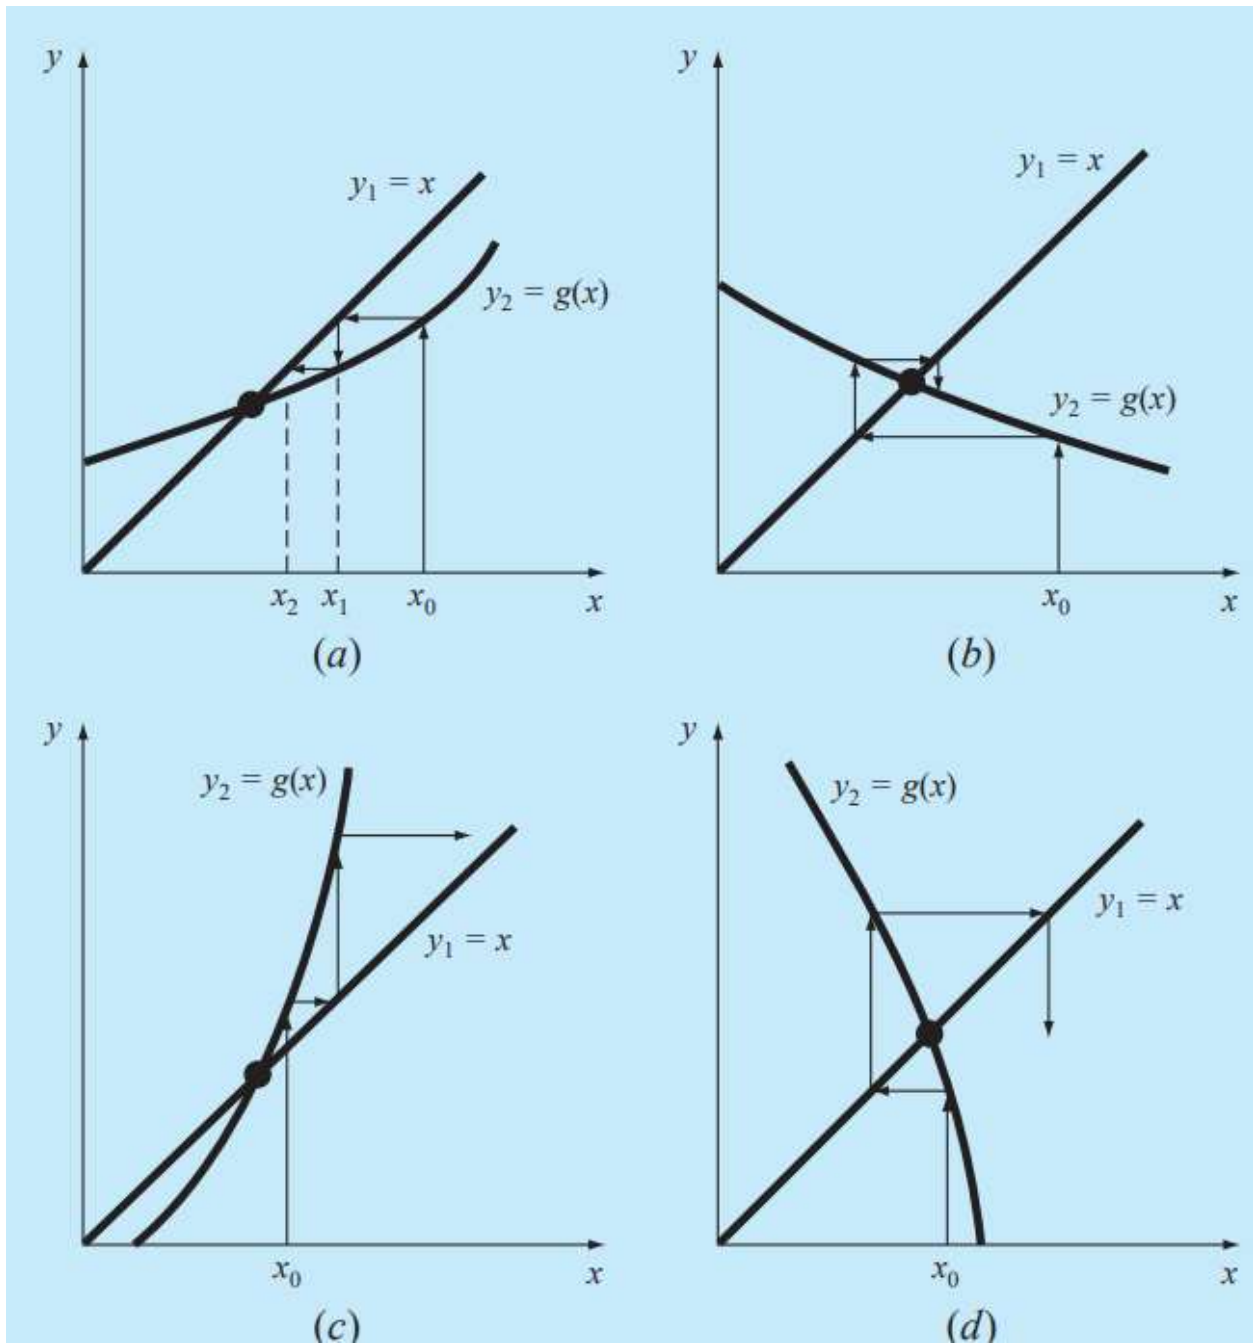 y
y₁ = x
y₂ = g(x)
x₂ x₁ x₀ x
(a)
y
y₁ = x
y₂ = g(x)
x₀ x
(b)
y
y₂ = g(x)
y₁ = x
x₀ x
(c)
y
y₂ = g(x)
y₁ = x
x₀ x
(d)